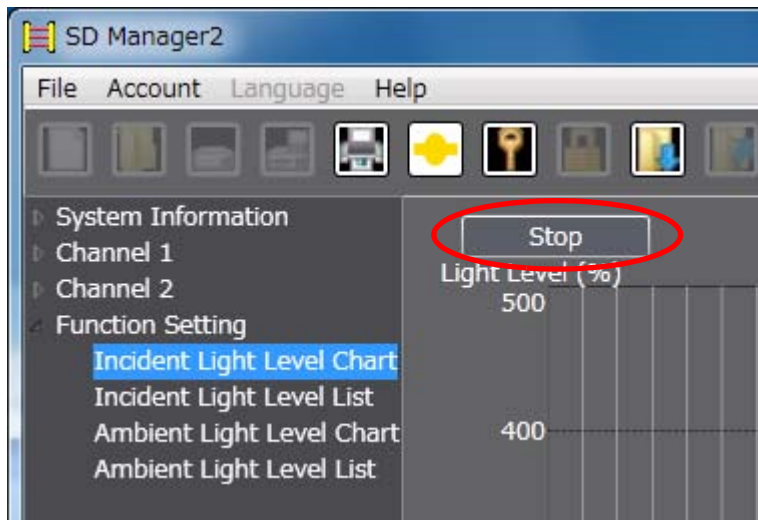 SD Manager2
File Account Language Help
System Information
Channel 1
Channel 2
Function Setting
Incident Light Level Chart
Incident Light Level List
Ambient Light Level Chart
Ambient Light Level List
Stop
Light Level (%)
500
400